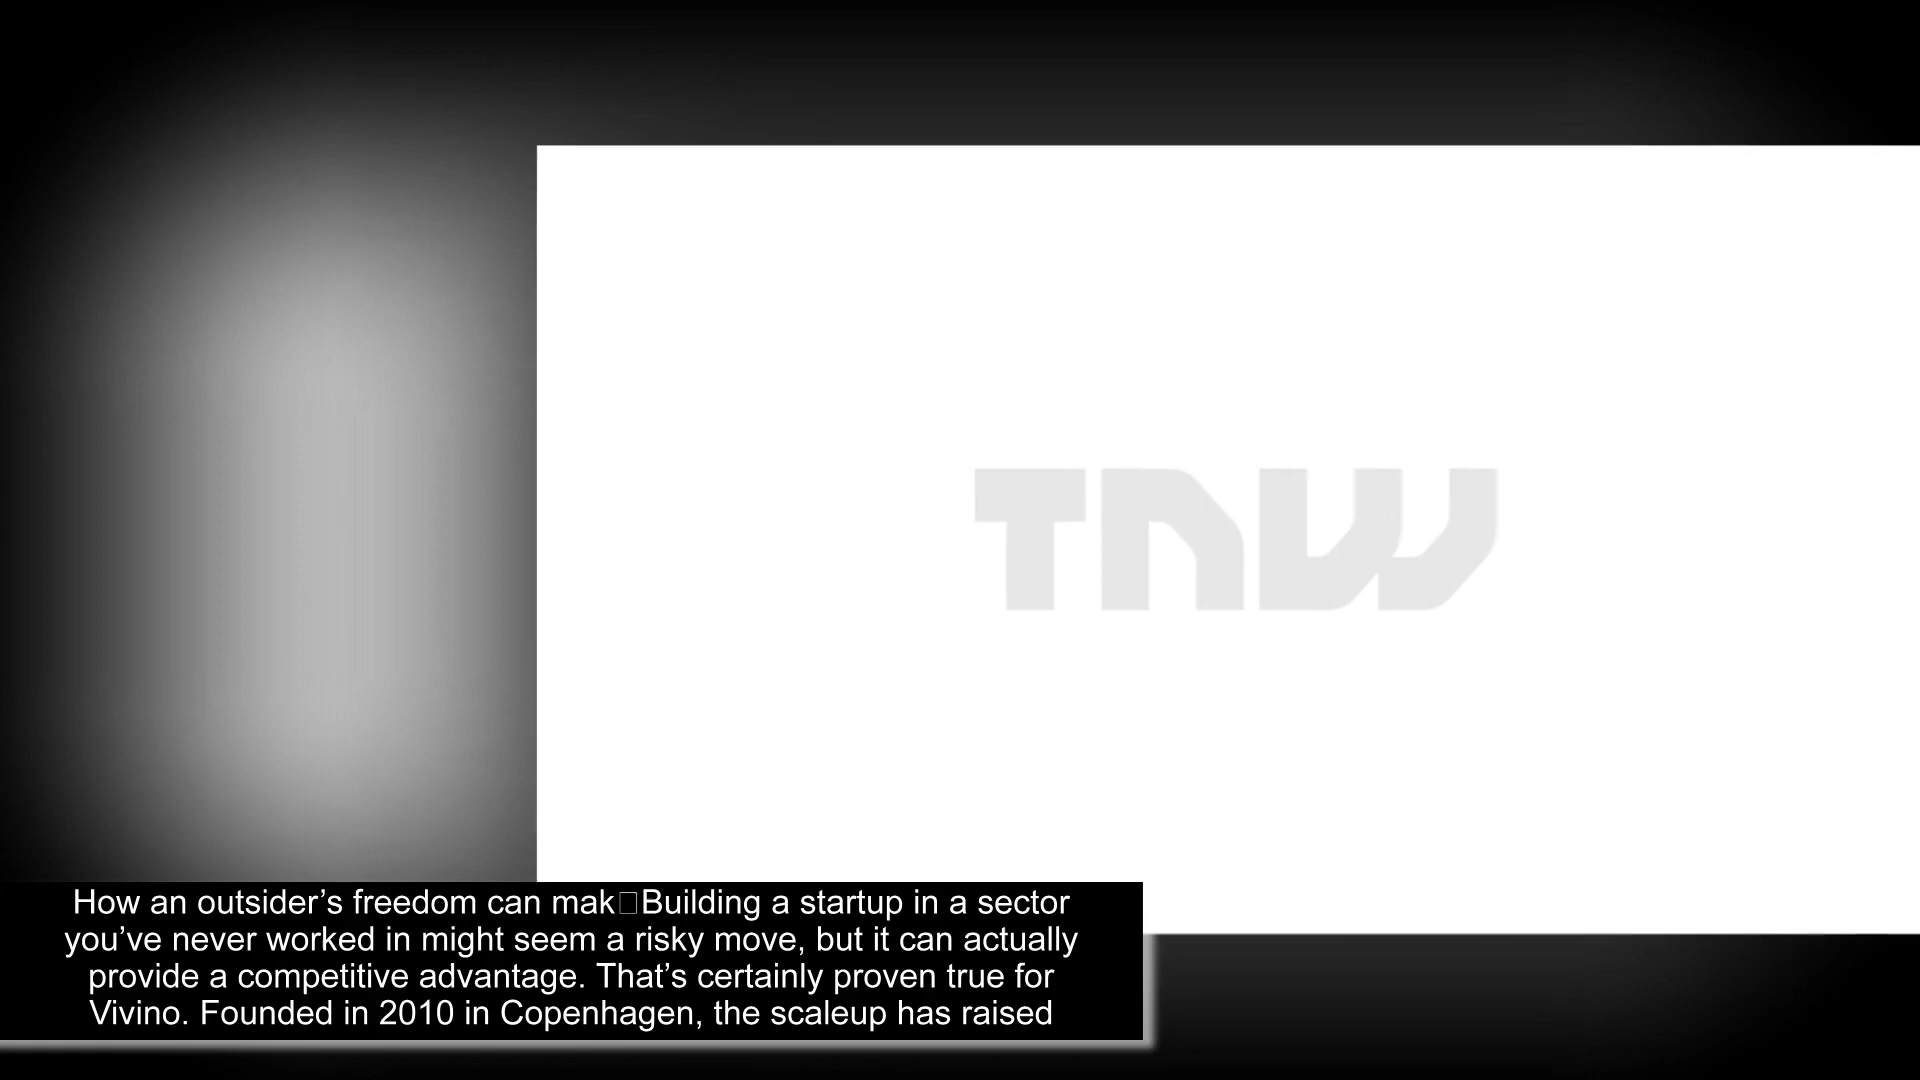 TNW
How an outsider’s freedom can mak□Building a startup in a sector
you’ve never worked in might seem a risky move, but it can actually
provide a competitive advantage. That’s certainly proven true for
Vivino. Founded in 2010 in Copenhagen, the scaleup has raised